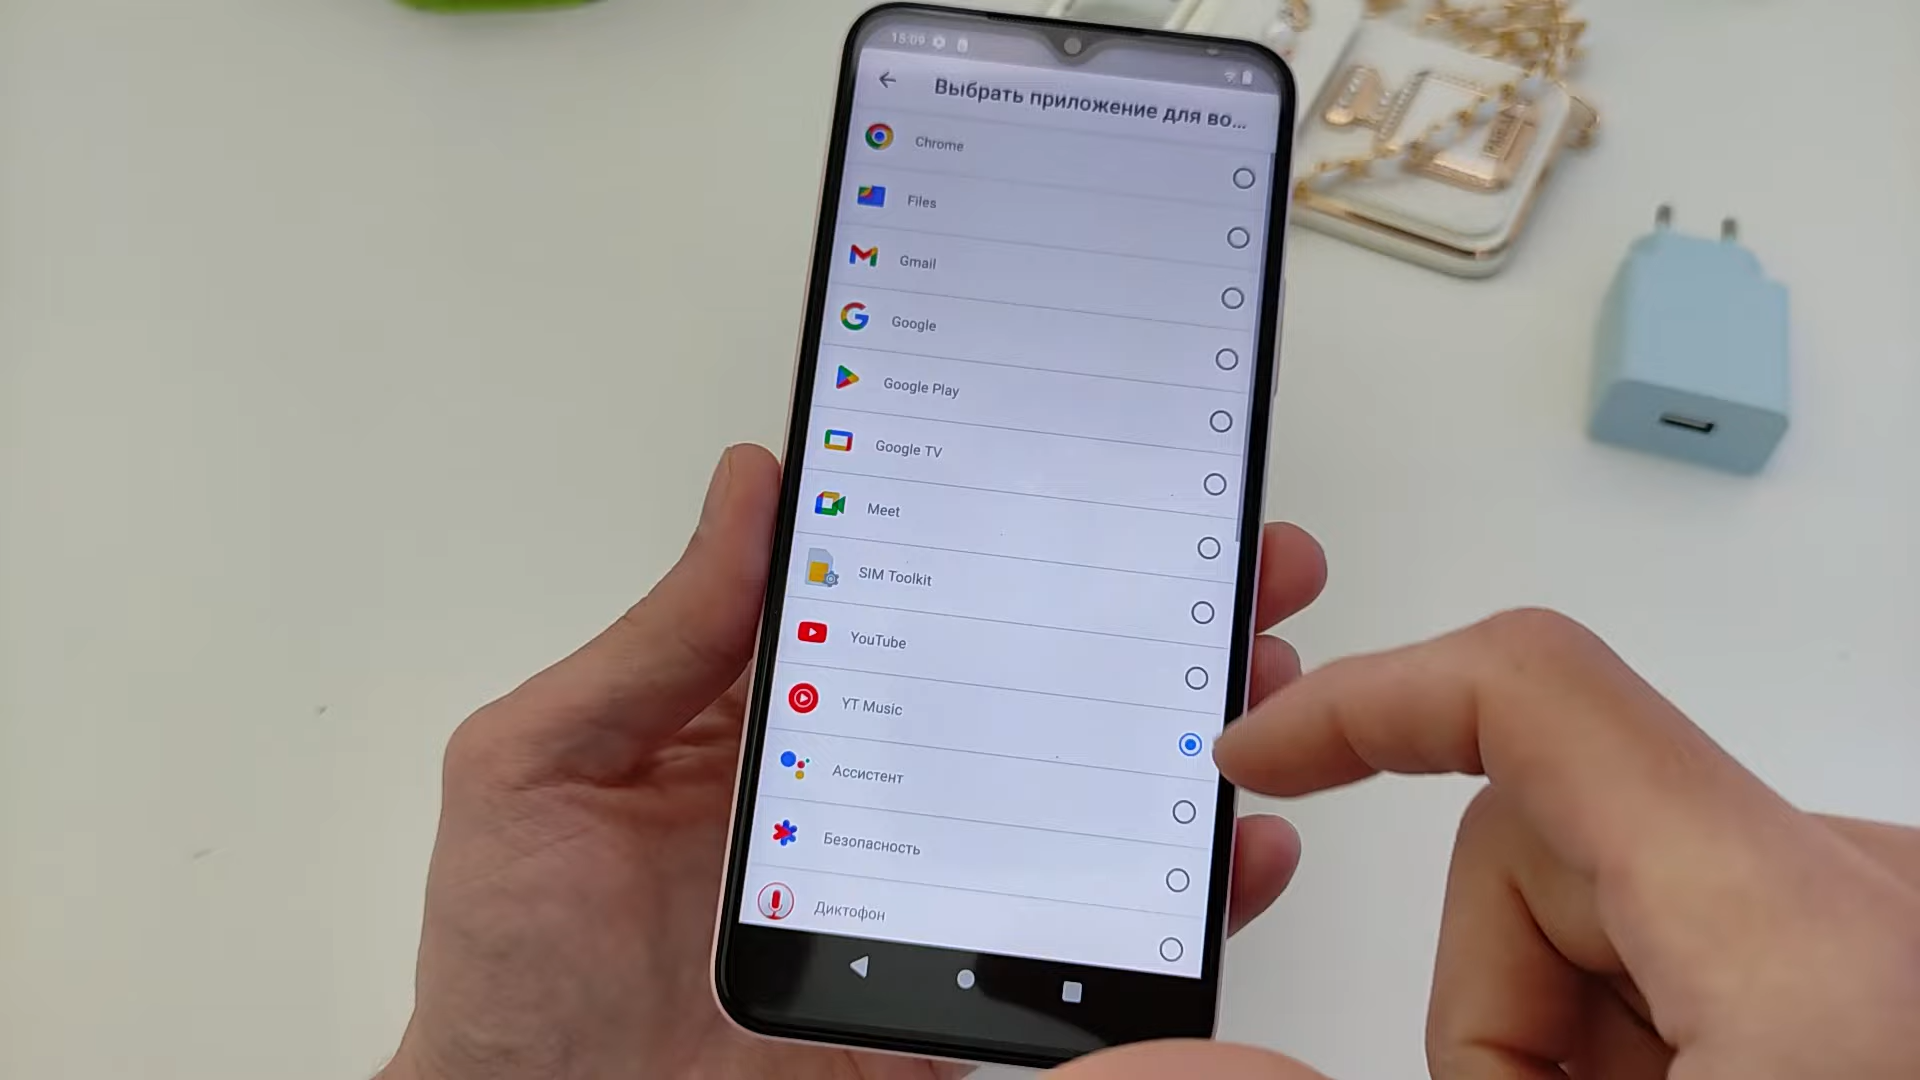 15:09
Выбрать приложение для во...
Chrome
Files
Gmail
Google
Google Play
Google TV
Meet
SIM Toolkit
YouTube
YT Music
Ассистент
Безопасность
Диктофон